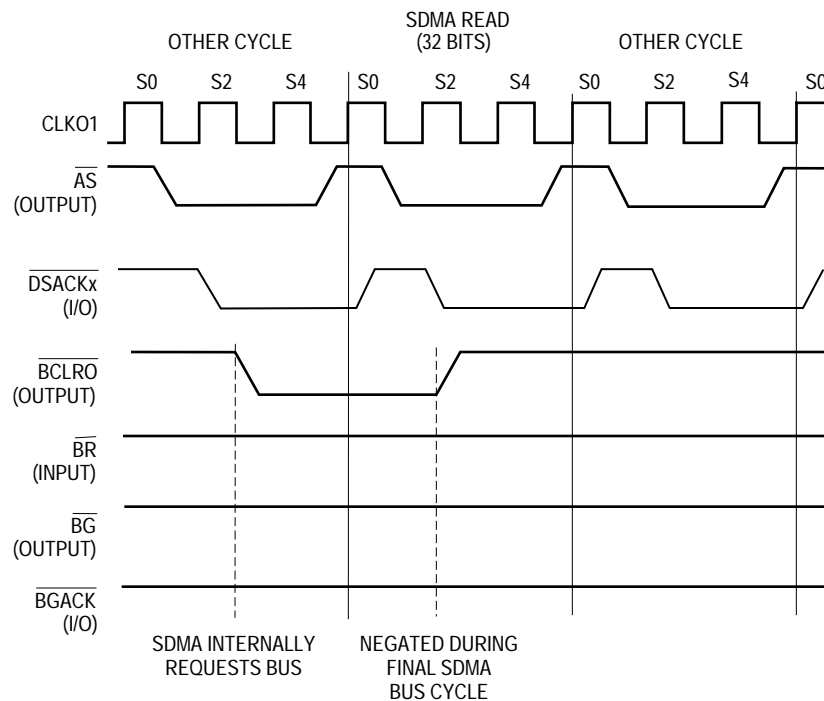 SDMA READ
(32 BITS)
OTHER CYCLE
OTHER CYCLE
S0 S2 S4 S0 S2 S4 S0 S2 S4 S0
CLKO1
AS
(OUTPUT)
DSACKx
(I/O)
BCLRO
(OUTPUT)
BR
(INPUT)
BG
(OUTPUT)
BGACK
(I/O)
SDMA INTERNALLY
REQUESTS BUS
NEGATED DURING
FINAL SDMA
BUS CYCLE